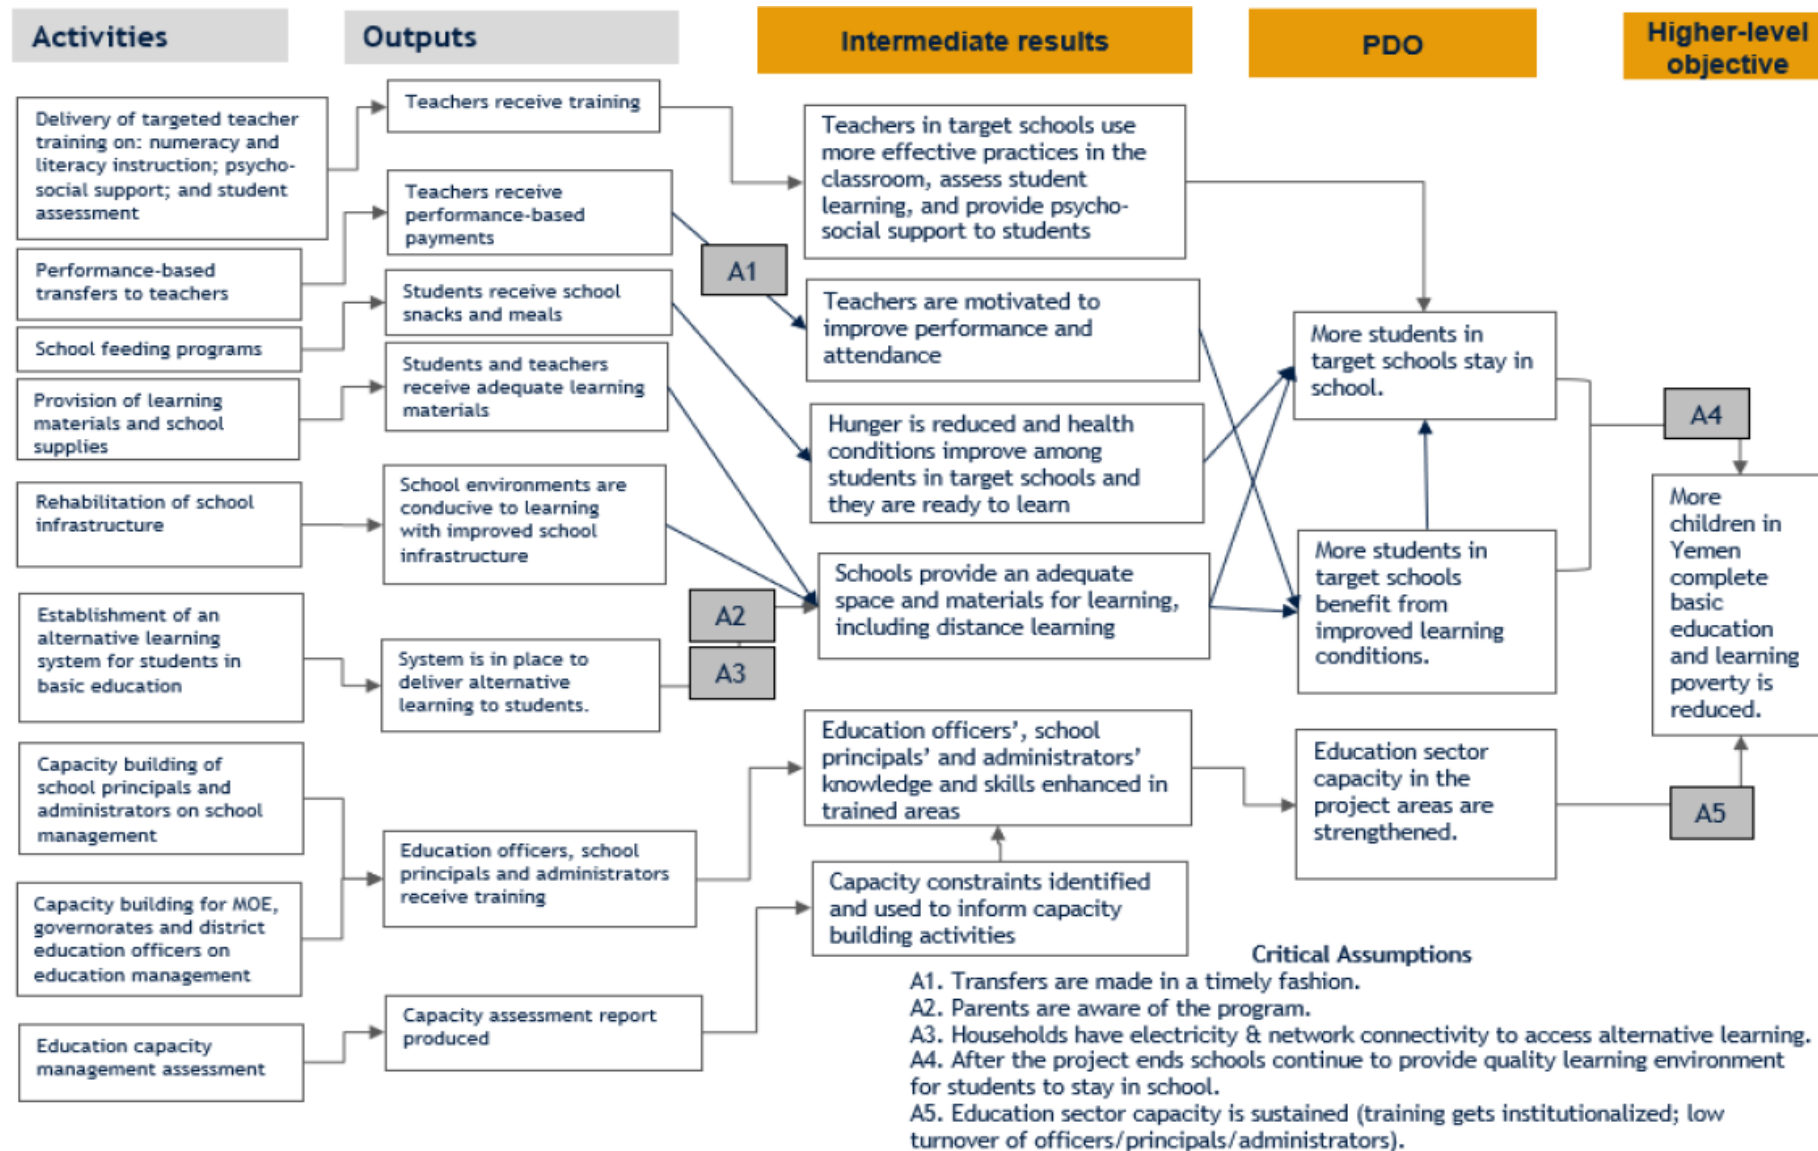 Activities
Outputs
Intermediate results
PDO
Higher-level
objective
Delivery of targeted teacher
training on: numeracy and
literacy instruction; psycho-
social support; and student
assessment
Performance-based
transfers to teachers
School feeding programs
Provision of learning
materials and school
supplies
Rehabilitation of school
infrastructure
Establishment of an
alternative learning
system for students in
basic education
Capacity building of
school principals and
administrators on school
management
Capacity building for MOE,
governorates and district
education officers on
education management
Education capacity
management assessment
Teachers receive training
Teachers receive
performance-based
payments
Students receive school
snacks and meals
Students and teachers
receive adequate learning
materials
School environments are
conducive to learning
with improved school
infrastructure
System is in place to
deliver alternative
learning to students.
Education officers, school
principals and administrators
receive training
Capacity assessment report
produced
A1
A2
A3
Teachers in target schools use
more effective practices in the
classroom, assess student
learning, and provide psycho-
social support to students
Teachers are motivated to
improve performance and
attendance
Hunger is reduced and health
conditions improve among
students in target schools and
they are ready to learn
Schools provide an adequate
space and materials for learning,
including distance learning
Education officers’, school
principals’ and administrators’
knowledge and skills enhanced in
trained areas
Capacity constraints identified
and used to inform capacity
building activities
More students in
target schools stay in
school.
More students in
target schools
benefit from
improved learning
conditions.
Education sector
capacity in the
project areas are
strengthened.
A4
More
children in
Yemen
complete
basic
education
and learning
poverty is
reduced.
A5
Critical Assumptions
A1. Transfers are made in a timely fashion.
A2. Parents are aware of the program.
A3. Households have electricity & network connectivity to access alternative learning.
A4. After the project ends schools continue to provide quality learning environment
for students to stay in school.
A5. Education sector capacity is sustained (training gets institutionalized; low
turnover of officers/principals/administrators).